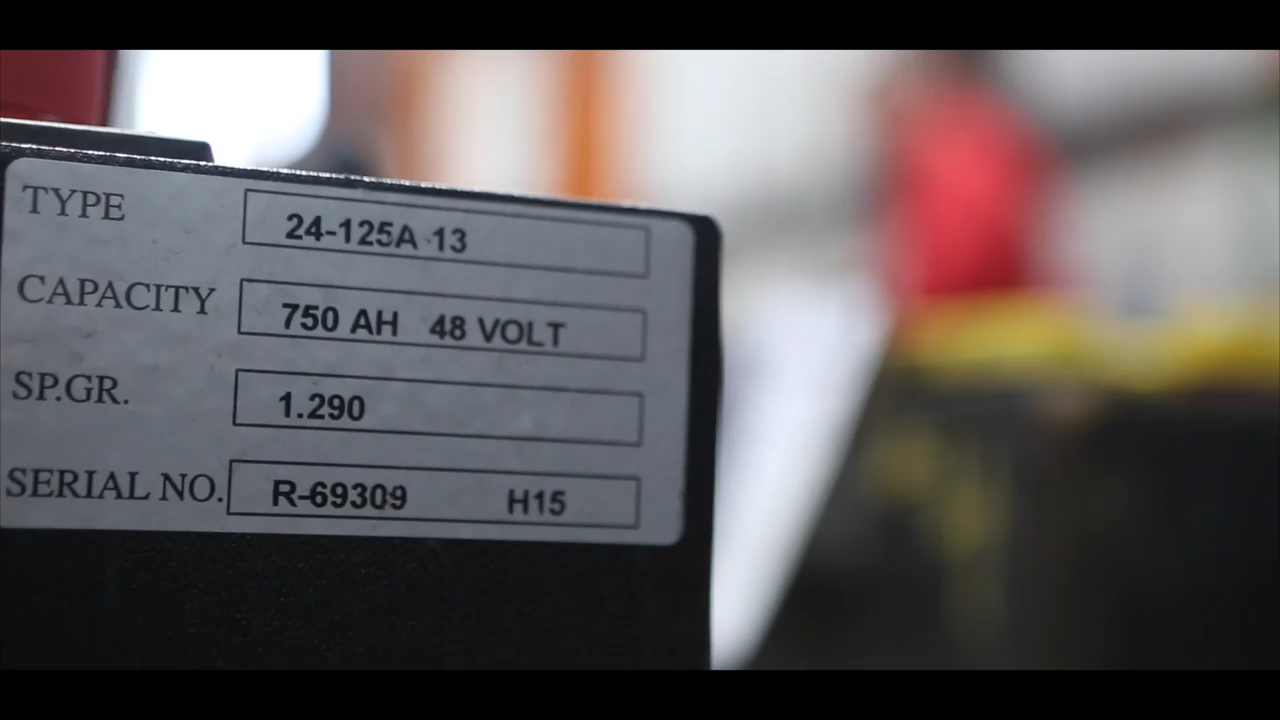 TYPE 24-125A 13
CAPACITY 750 AH 48 VOLT
SP.GR. 1.290
SERIAL NO. R-69309 H15